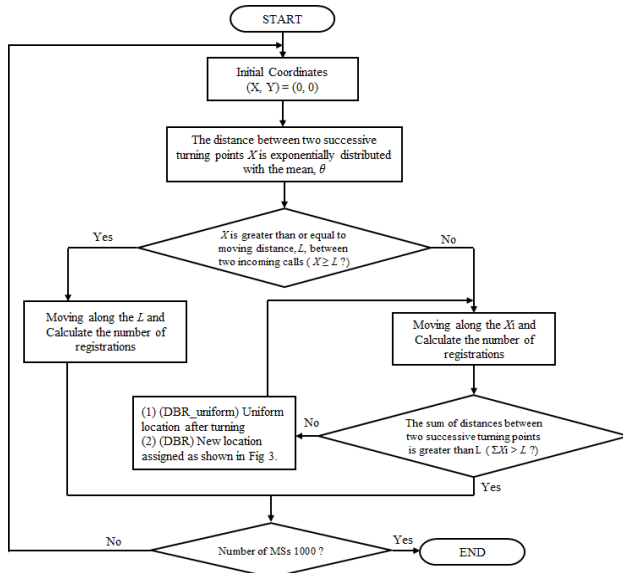 START
Initial Coordinates
(X, Y) = (0, 0)
The distance between two successive
turning points X is exponentially distributed
with the mean, θ
X is greater than or equal to
moving distance, L, between
two incoming calls ( X ≥ L ?)
Yes
No
Moving along the L and
Calculate the number of
registrations
Moving along the Xi and
Calculate the number of
registrations
(1) (DBR_uniform) Uniform
location after turning
(2) (DBR) New location
assigned as shown in Fig 3.
No
The sum of distances between
two successive turning points
is greater than L ( ΣXi > L ?)
Yes
No
Number of MSs 1000 ?
Yes
END